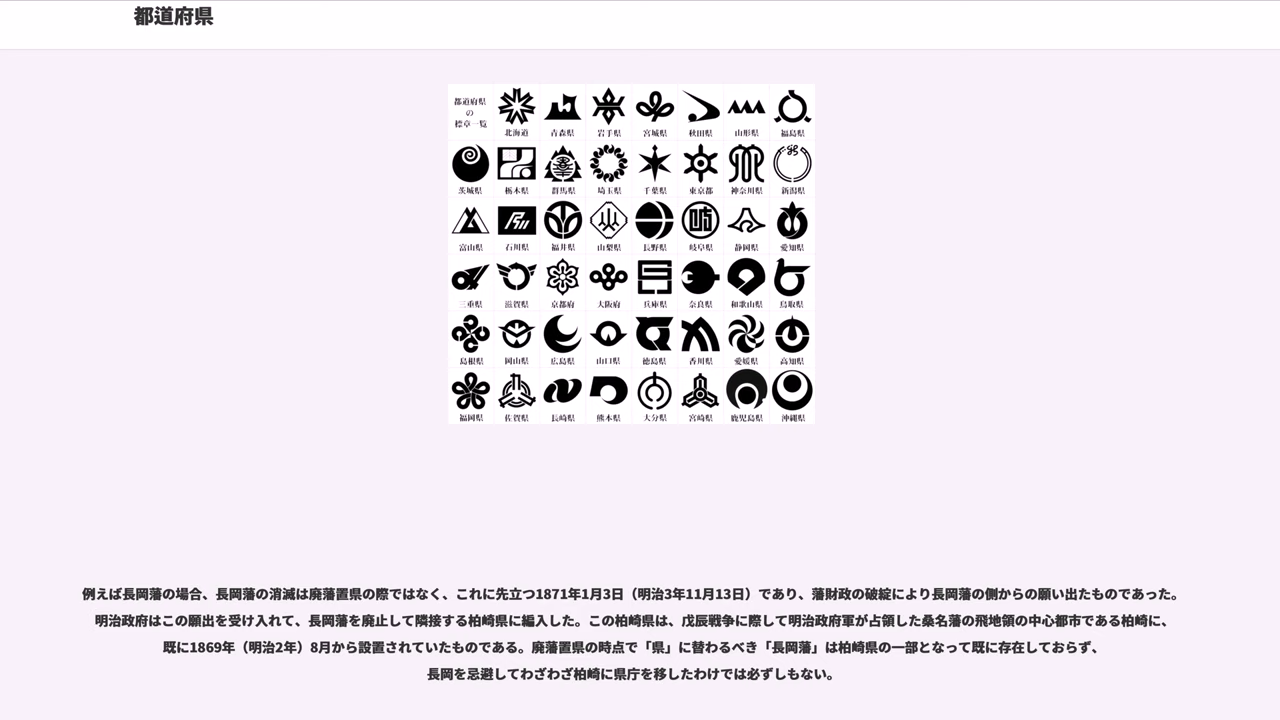 都道府県
都道府県
の
標章一覧
北海道 青森県 岩手県 宮城県 秋田県 山形県 福島県
茨城県 栃木県 群馬県 埼玉県 千葉県 東京都 神奈川県 新潟県
富山県 石川県 福井県 山梨県 長野県 岐阜県 静岡県 愛知県
三重県 滋賀県 京都府 大阪府 兵庫県 奈良県 和歌山県 鳥取県
島根県 岡山県 広島県 山口県 徳島県 香川県 愛媛県 高知県
福岡県 佐賀県 長崎県 熊本県 大分県 宮崎県 鹿児島県 沖縄県
例えば長岡藩の場合、長岡藩の消滅は廃藩置県の際ではなく、これに先立つ1871年1月3日（明治3年11月13日）であり、藩財政の破綻により長岡藩の側からの願い出たものであった。
明治政府はこの願出を受け入れて、長岡藩を廃止して隣接する柏崎県に編入した。この柏崎県は、戊辰戦争に際して明治政府軍が占領した桑名藩の飛地領の中心都市である柏崎に、
既に1869年（明治2年）8月から設置されていたものである。廃藩置県の時点で「県」に替わるべき「長岡藩」は柏崎県の一部となって既に存在しておらず、
長岡を忌避してわざわざ柏崎に県庁を移したわけでは必ずしもない。